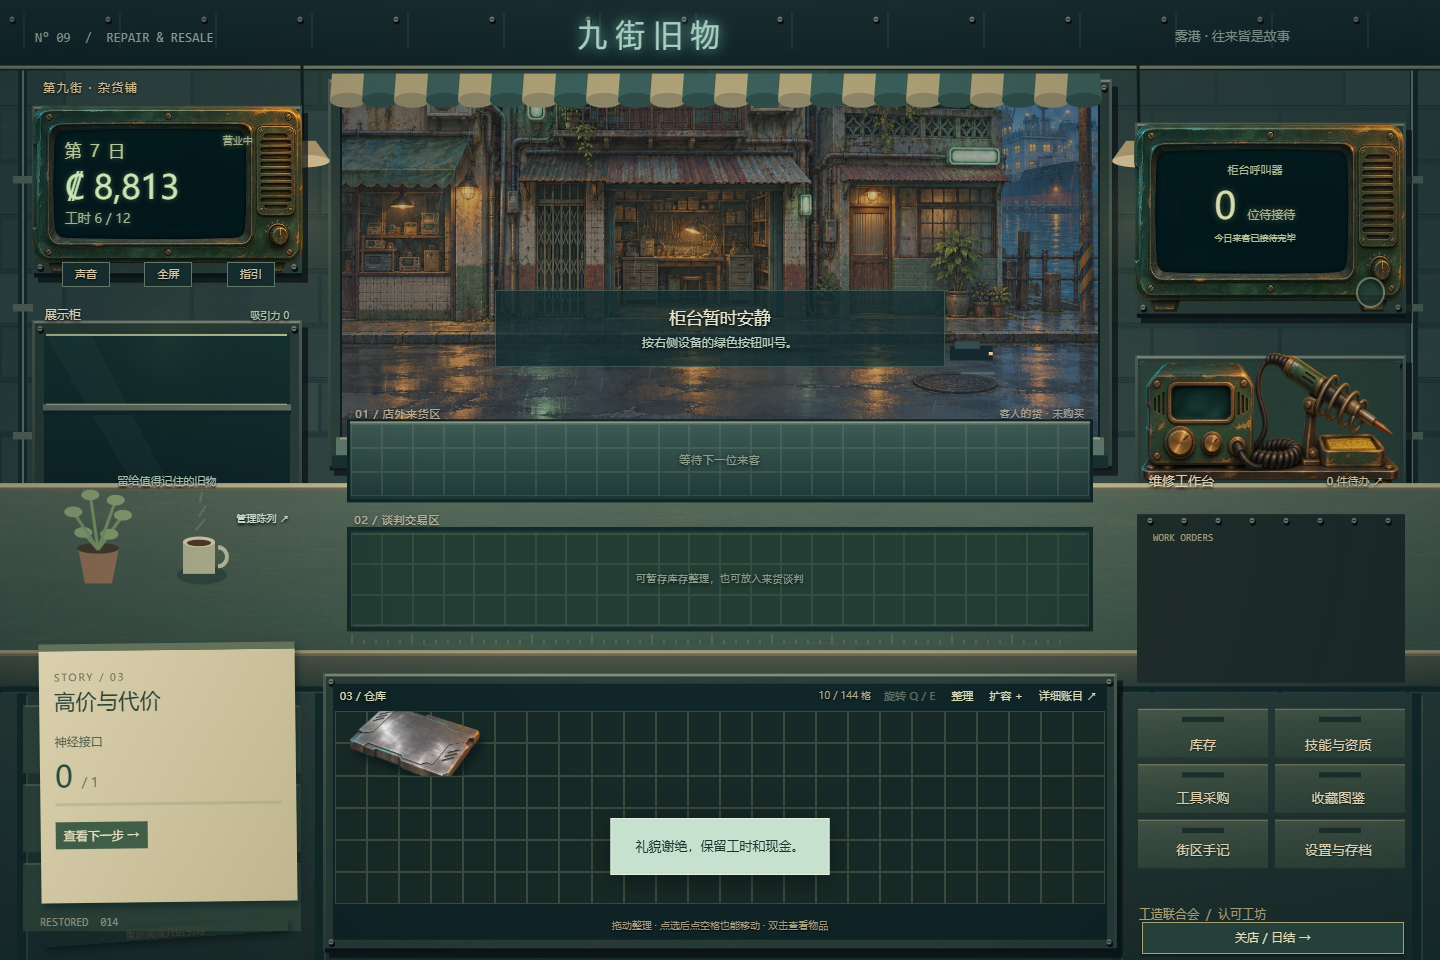 Nº 09 / REPAIR & RESALE
九街旧物
雾港 · 往来皆是故事
第九街 · 杂货铺
营业中
第 7 日
₡ 8,813
工时 6 / 12
声音
全屏
指引
展示柜
吸引力 0
留给值得记住的旧物
管理陈列 ↗
柜台呼叫器
0 位待接待
今日来客已接待完毕
柜台暂时安静
按右侧设备的绿色按钮叫号。
01 / 店外来货区
客人的货 · 未购买
等待下一位来客
02 / 谈判交易区
可暂存库存整理，也可放入来货谈判
维修工作台
0 件待办 ↗
WORK ORDERS
STORY / 03
高价与代价
神经接口
0 / 1
查看下一步 →
RESTORED 014
03 / 仓库
10 / 144 格
旋转 Q / E
整理
扩容 +
详细账目 ↗
礼貌谢绝，保留工时和现金。
拖动整理 · 点选后点空格也能移动 · 双击查看物品
库存
技能与资质
工具采购
收藏图鉴
街区手记
设置与存档
工造联合会 / 认可工坊
关店 / 日结 →